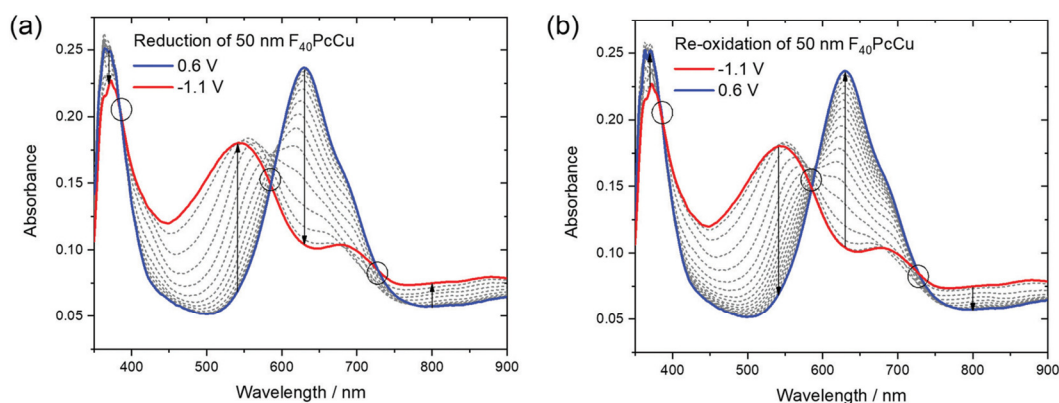 (a)
Reduction of 50 nm F₄₀PcCu
0.6 V
-1.1 V
0.25
0.20
0.15
0.10
0.05
Absorbance
400 500 600 700 800 900
Wavelength / nm
(b)
Re-oxidation of 50 nm F₄₀PcCu
-1.1 V
0.6 V
0.25
0.20
0.15
0.10
0.05
Absorbance
400 500 600 700 800 900
Wavelength / nm